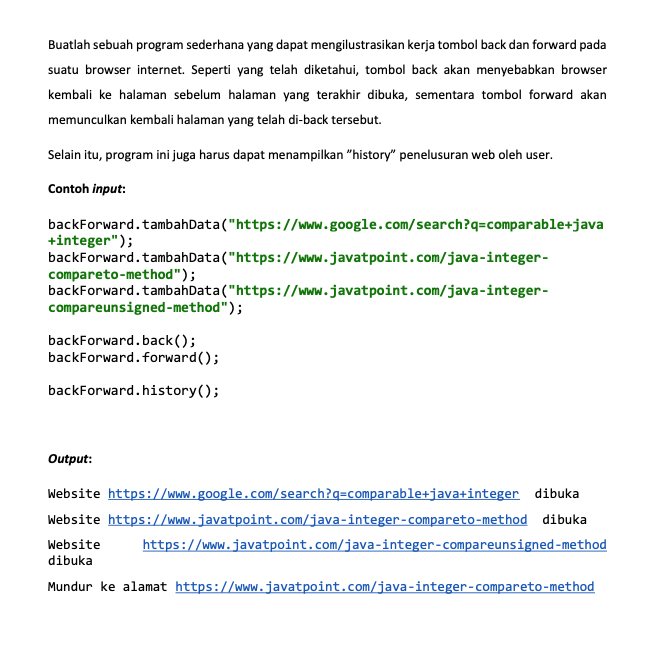 Buatlah sebuah program sederhana yang dapat mengilustrasikan kerja tombol back dan forward pada
suatu browser internet. Seperti yang telah diketahui, tombol back akan menyebabkan browser
kembali ke halaman sebelum halaman yang terakhir dibuka, sementara tombol forward akan
memunculkan kembali halaman yang telah di-back tersebut.
Selain itu, program ini juga harus dapat menampilkan ”history” penelusuran web oleh user.
Contoh input:
backForward.tambahData("https://www.google.com/search?q=comparable+java
+integer");
backForward.tambahData("https://www.javatpoint.com/java-integer-
compareto-method");
backForward.tambahData("https://www.javatpoint.com/java-integer-
compareunsigned-method");
backForward.back();
backForward.forward();
backForward.history();
Output:
Website https://www.google.com/search?q=comparable+java+integer dibuka
Website https://www.javatpoint.com/java-integer-compareto-method dibuka
Website https://www.javatpoint.com/java-integer-compareunsigned-method
dibuka
Mundur ke alamat https://www.javatpoint.com/java-integer-compareto-method